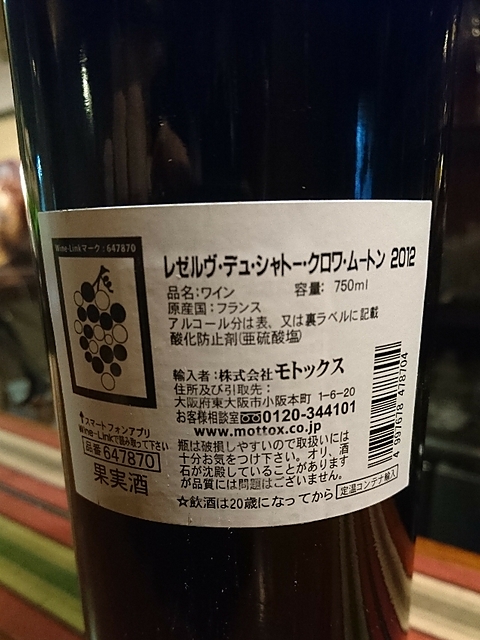 Wine-Linkマーク：647870
レゼルヴ・デュ・シャトー・クロワ・ムートン 2012
品名：ワイン 容量： 750ml
原産国：フランス
アルコール分は表、又は裏ラベルに記載
酸化防止剤(亜硫酸塩)
輸入者：株式会社モトックス
住所及び引取先：
大阪府東大阪市小阪本町 1-6-20
お客様相談室 0120-344101
www.mottox.co.jp
瓶は破損しやすいので取扱いには
十分お気をつけ下さい。オリ、酒
石が沈殿していることがあります
が品質には問題はございません。
☆飲酒は20歳になってから 定温コンテナ輸入
スマートフォンアプリ
Wine-Linkで読み取って下さい
品番 647870
果実酒
4 997678 478704